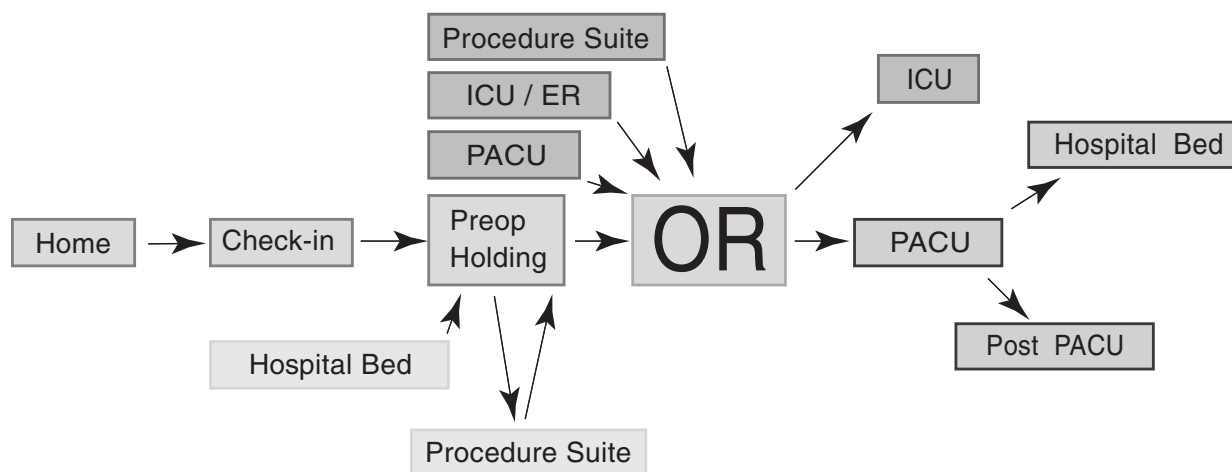 Procedure Suite
ICU / ER
PACU
ICU
Hospital Bed
Home
Check-in
Preop
Holding
OR
PACU
Hospital Bed
Post PACU
Procedure Suite